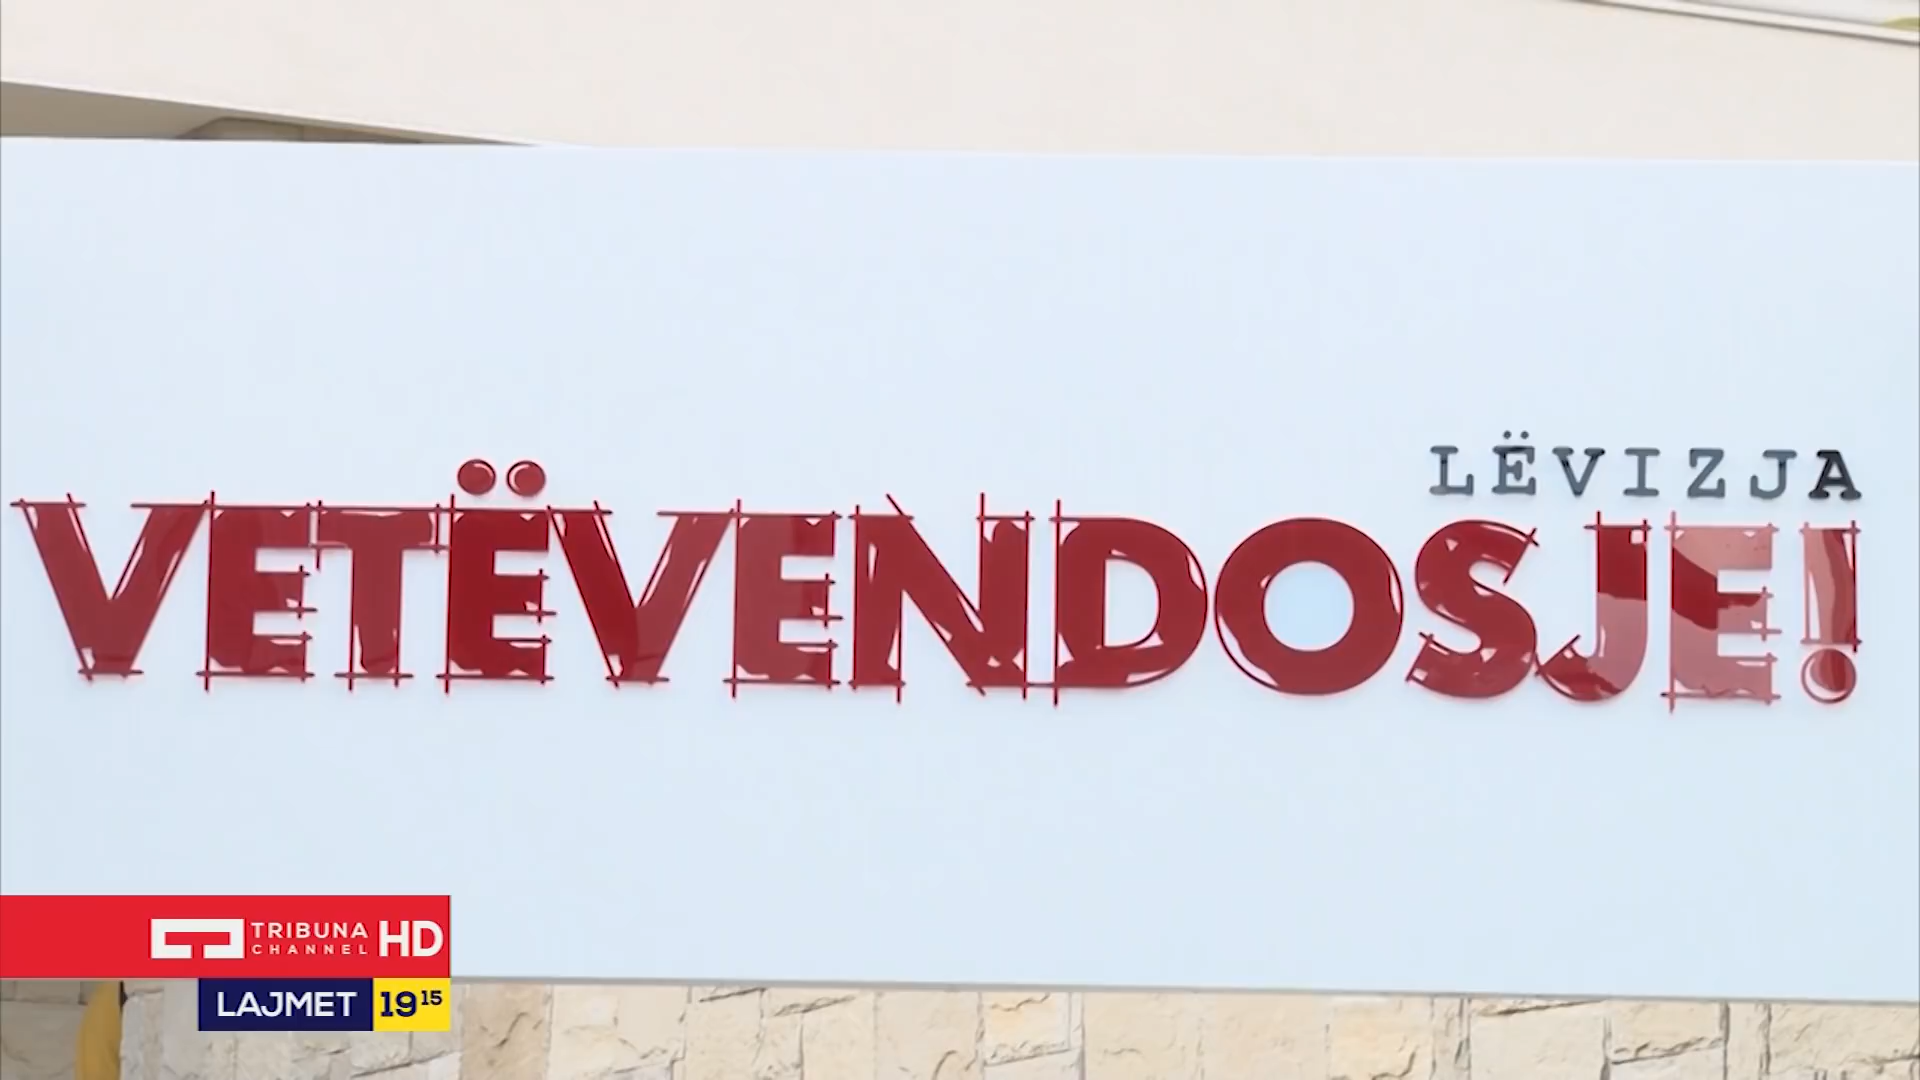 LËVIZJA
VETËVENDOSJE!
TRIBUNA
CHANNEL
HD
LAJMET 19 15